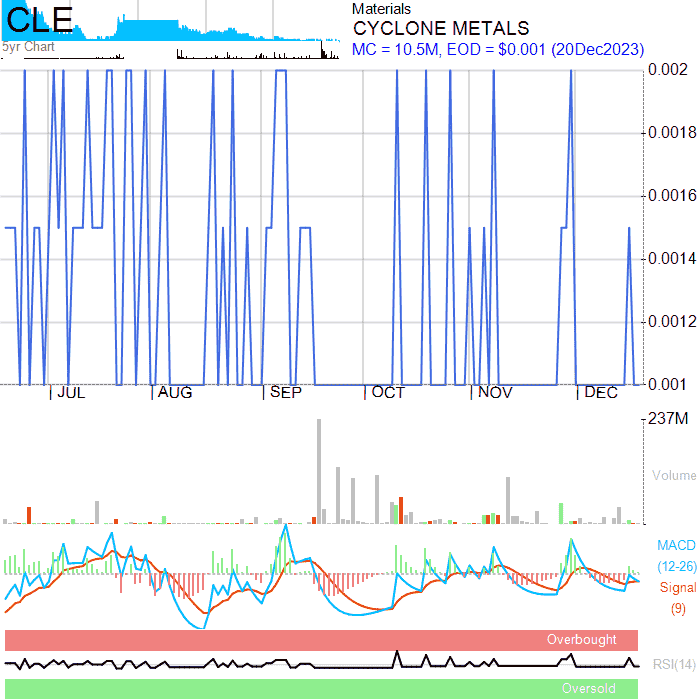 CLE
5yr Chart
Materials
CYCLONE METALS
MC = 10.5M, EOD = $0.001 (20Dec2023)
0.002
0.0018
0.0016
0.0014
0.0012
0.001
JUL AUG SEP OCT NOV DEC
237M
Volume
MACD
(12-26)
Signal
(9)
Overbought
RSI(14)
Oversold